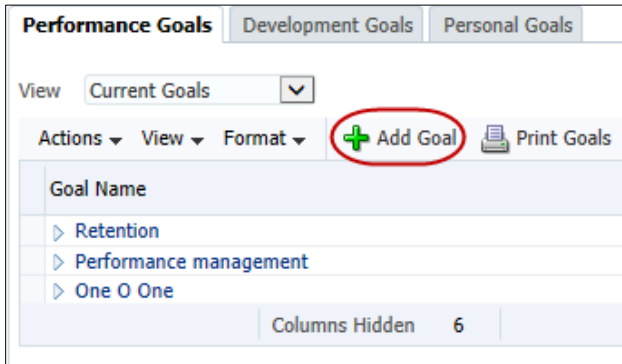 Performance Goals Development Goals Personal Goals
View Current Goals
Actions View Format Add Goal Print Goals
Goal Name
Retention
Performance management
One O One
Columns Hidden 6